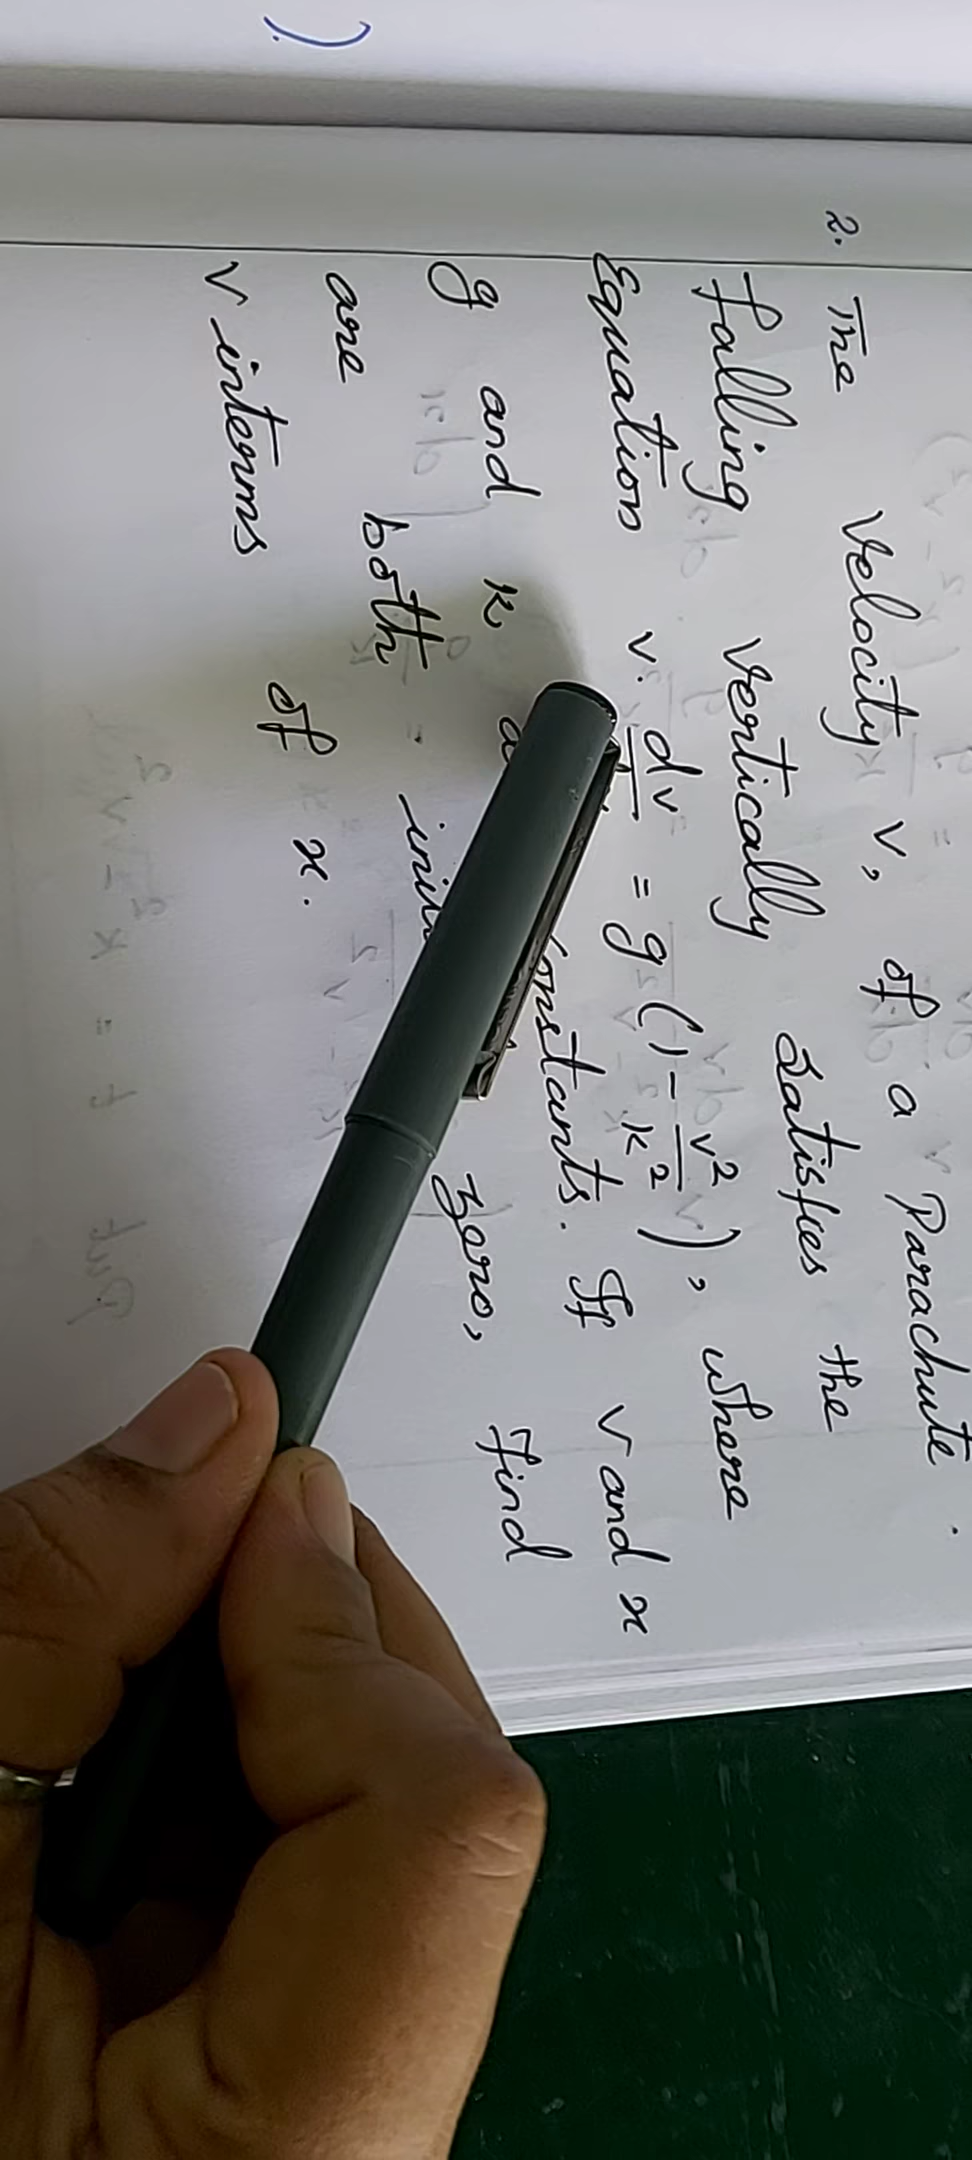 2. The Velocity v, of a Parachute
falling vertically satisfies the
Equation v. dv = g(1 - v²/k²), where
g and k constants. If v and x
are both zero, find
v interms of x.